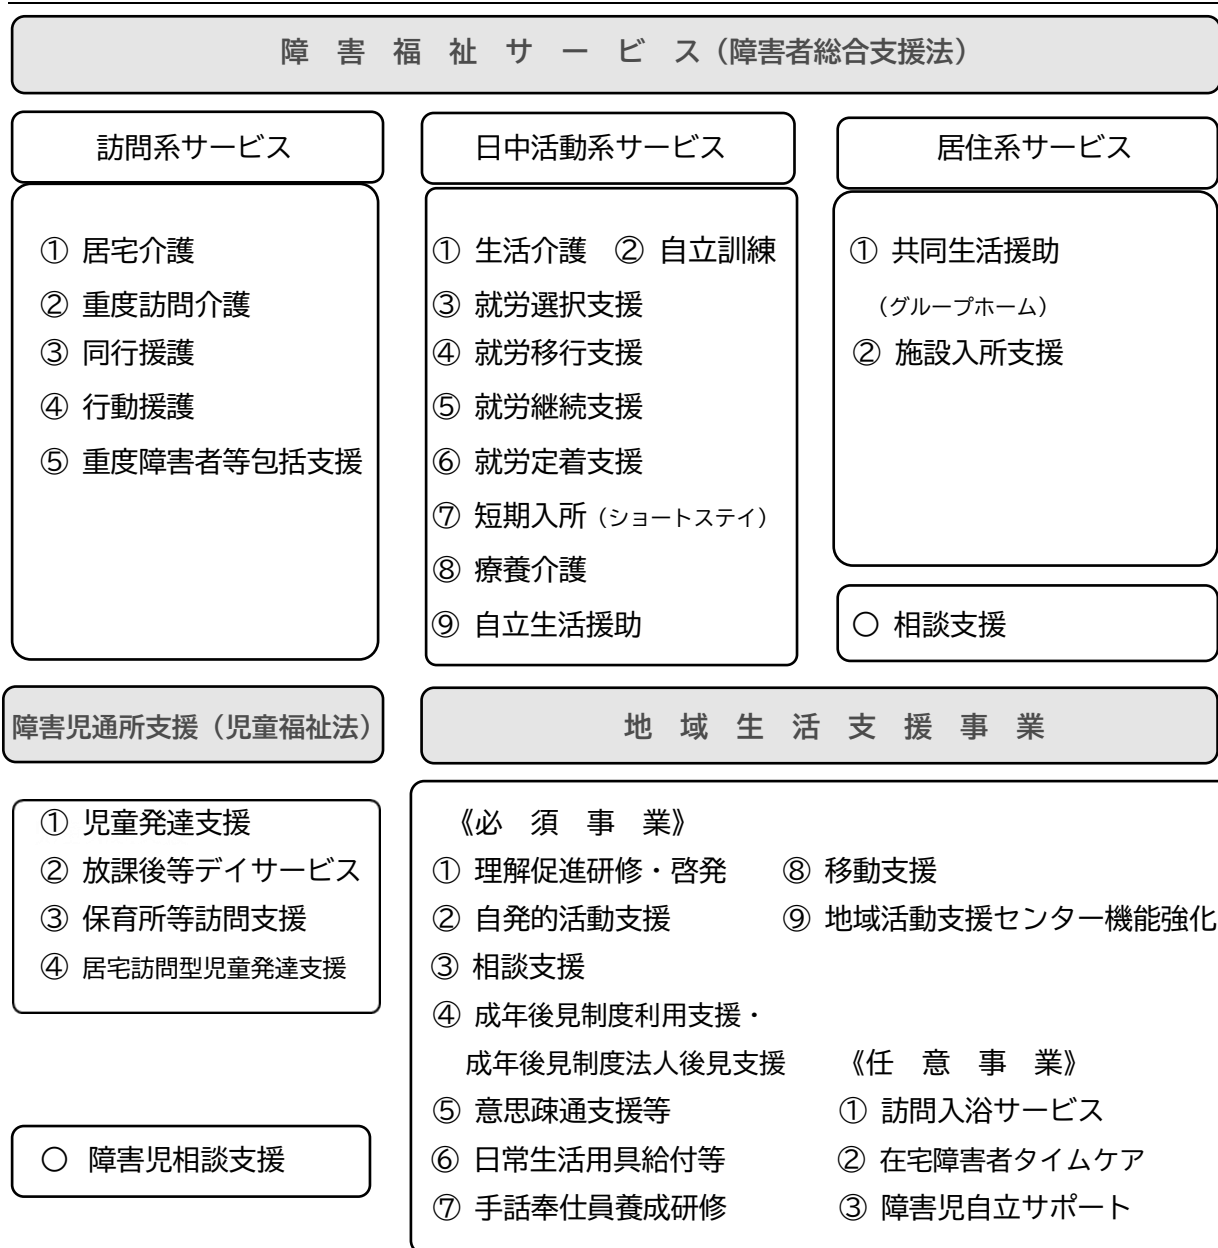 障 害 福 祉 サ ー ビ ス（障害者総合支援法）
訪問系サービス
① 居宅介護
② 重度訪問介護
③ 同行援護
④ 行動援護
⑤ 重度障害者等包括支援
日中活動系サービス
① 生活介護 ② 自立訓練
③ 就労選択支援
④ 就労移行支援
⑤ 就労継続支援
⑥ 就労定着支援
⑦ 短期入所（ショートステイ）
⑧ 療養介護
⑨ 自立生活援助
居住系サービス
① 共同生活援助
（グループホーム）
② 施設入所支援
○ 相談支援
障害児通所支援（児童福祉法）
① 児童発達支援
② 放課後等デイサービス
③ 保育所等訪問支援
④ 居宅訪問型児童発達支援
○ 障害児相談支援
地 域 生 活 支 援 事 業
《必 須 事 業》
① 理解促進研修・啓発
② 自発的活動支援
③ 相談支援
④ 成年後見制度利用支援・
成年後見制度法人後見支援
⑤ 意思疎通支援等
⑥ 日常生活用具給付等
⑦ 手話奉仕員養成研修
⑧ 移動支援
⑨ 地域活動支援センター機能強化
《任 意 事 業》
① 訪問入浴サービス
② 在宅障害者タイムケア
③ 障害児自立サポート